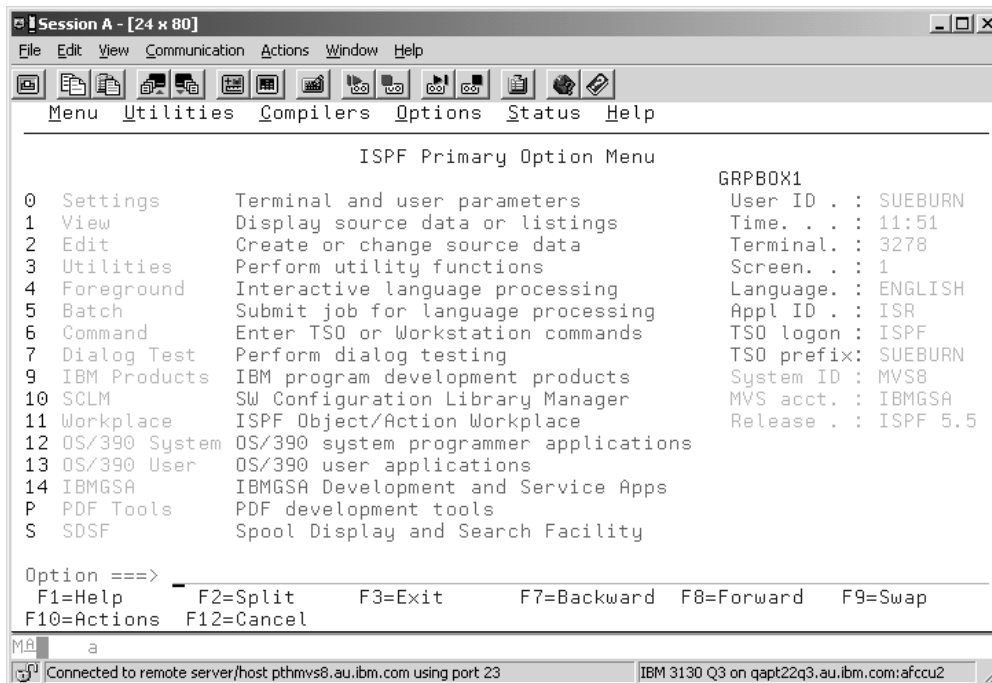 Session A - [24 x 80]
File Edit View Communication Actions Window Help
Menu Utilities Compilers Options Status Help
ISPF Primary Option Menu
GRPBOX1
0 Settings Terminal and user parameters User ID . : SUEBURN
1 View Display source data or listings Time. . . : 11:51
2 Edit Create or change source data Terminal. : 3278
3 Utilities Perform utility functions Screen. . : 1
4 Foreground Interactive language processing Language. : ENGLISH
5 Batch Submit job for language processing Appl ID . : ISR
6 Command Enter TSO or Workstation commands TSO logon : ISPF
7 Dialog Test Perform dialog testing TSO prefix: SUEBURN
9 IBM Products IBM program development products System ID : MVS8
10 SCLM SW Configuration Library Manager MVS acct. : IBMGSA
11 Workplace ISPF Object/Action Workplace Release . : ISPF 5.5
12 OS/390 System OS/390 system programmer applications
13 OS/390 User OS/390 user applications
14 IBMGSA IBMGSA Development and Service Apps
P PDF Tools PDF development tools
S SDSF Spool Display and Search Facility
Option ===> _
F1=Help F2=Split F3=Exit F7=Backward F8=Forward F9=Swap
F10=Actions F12=Cancel
MA a
Connected to remote server/host pthmvs8.au.ibm.com using port 23 IBM 3130 Q3 on qapt22q3.au.ibm.com:afccu2